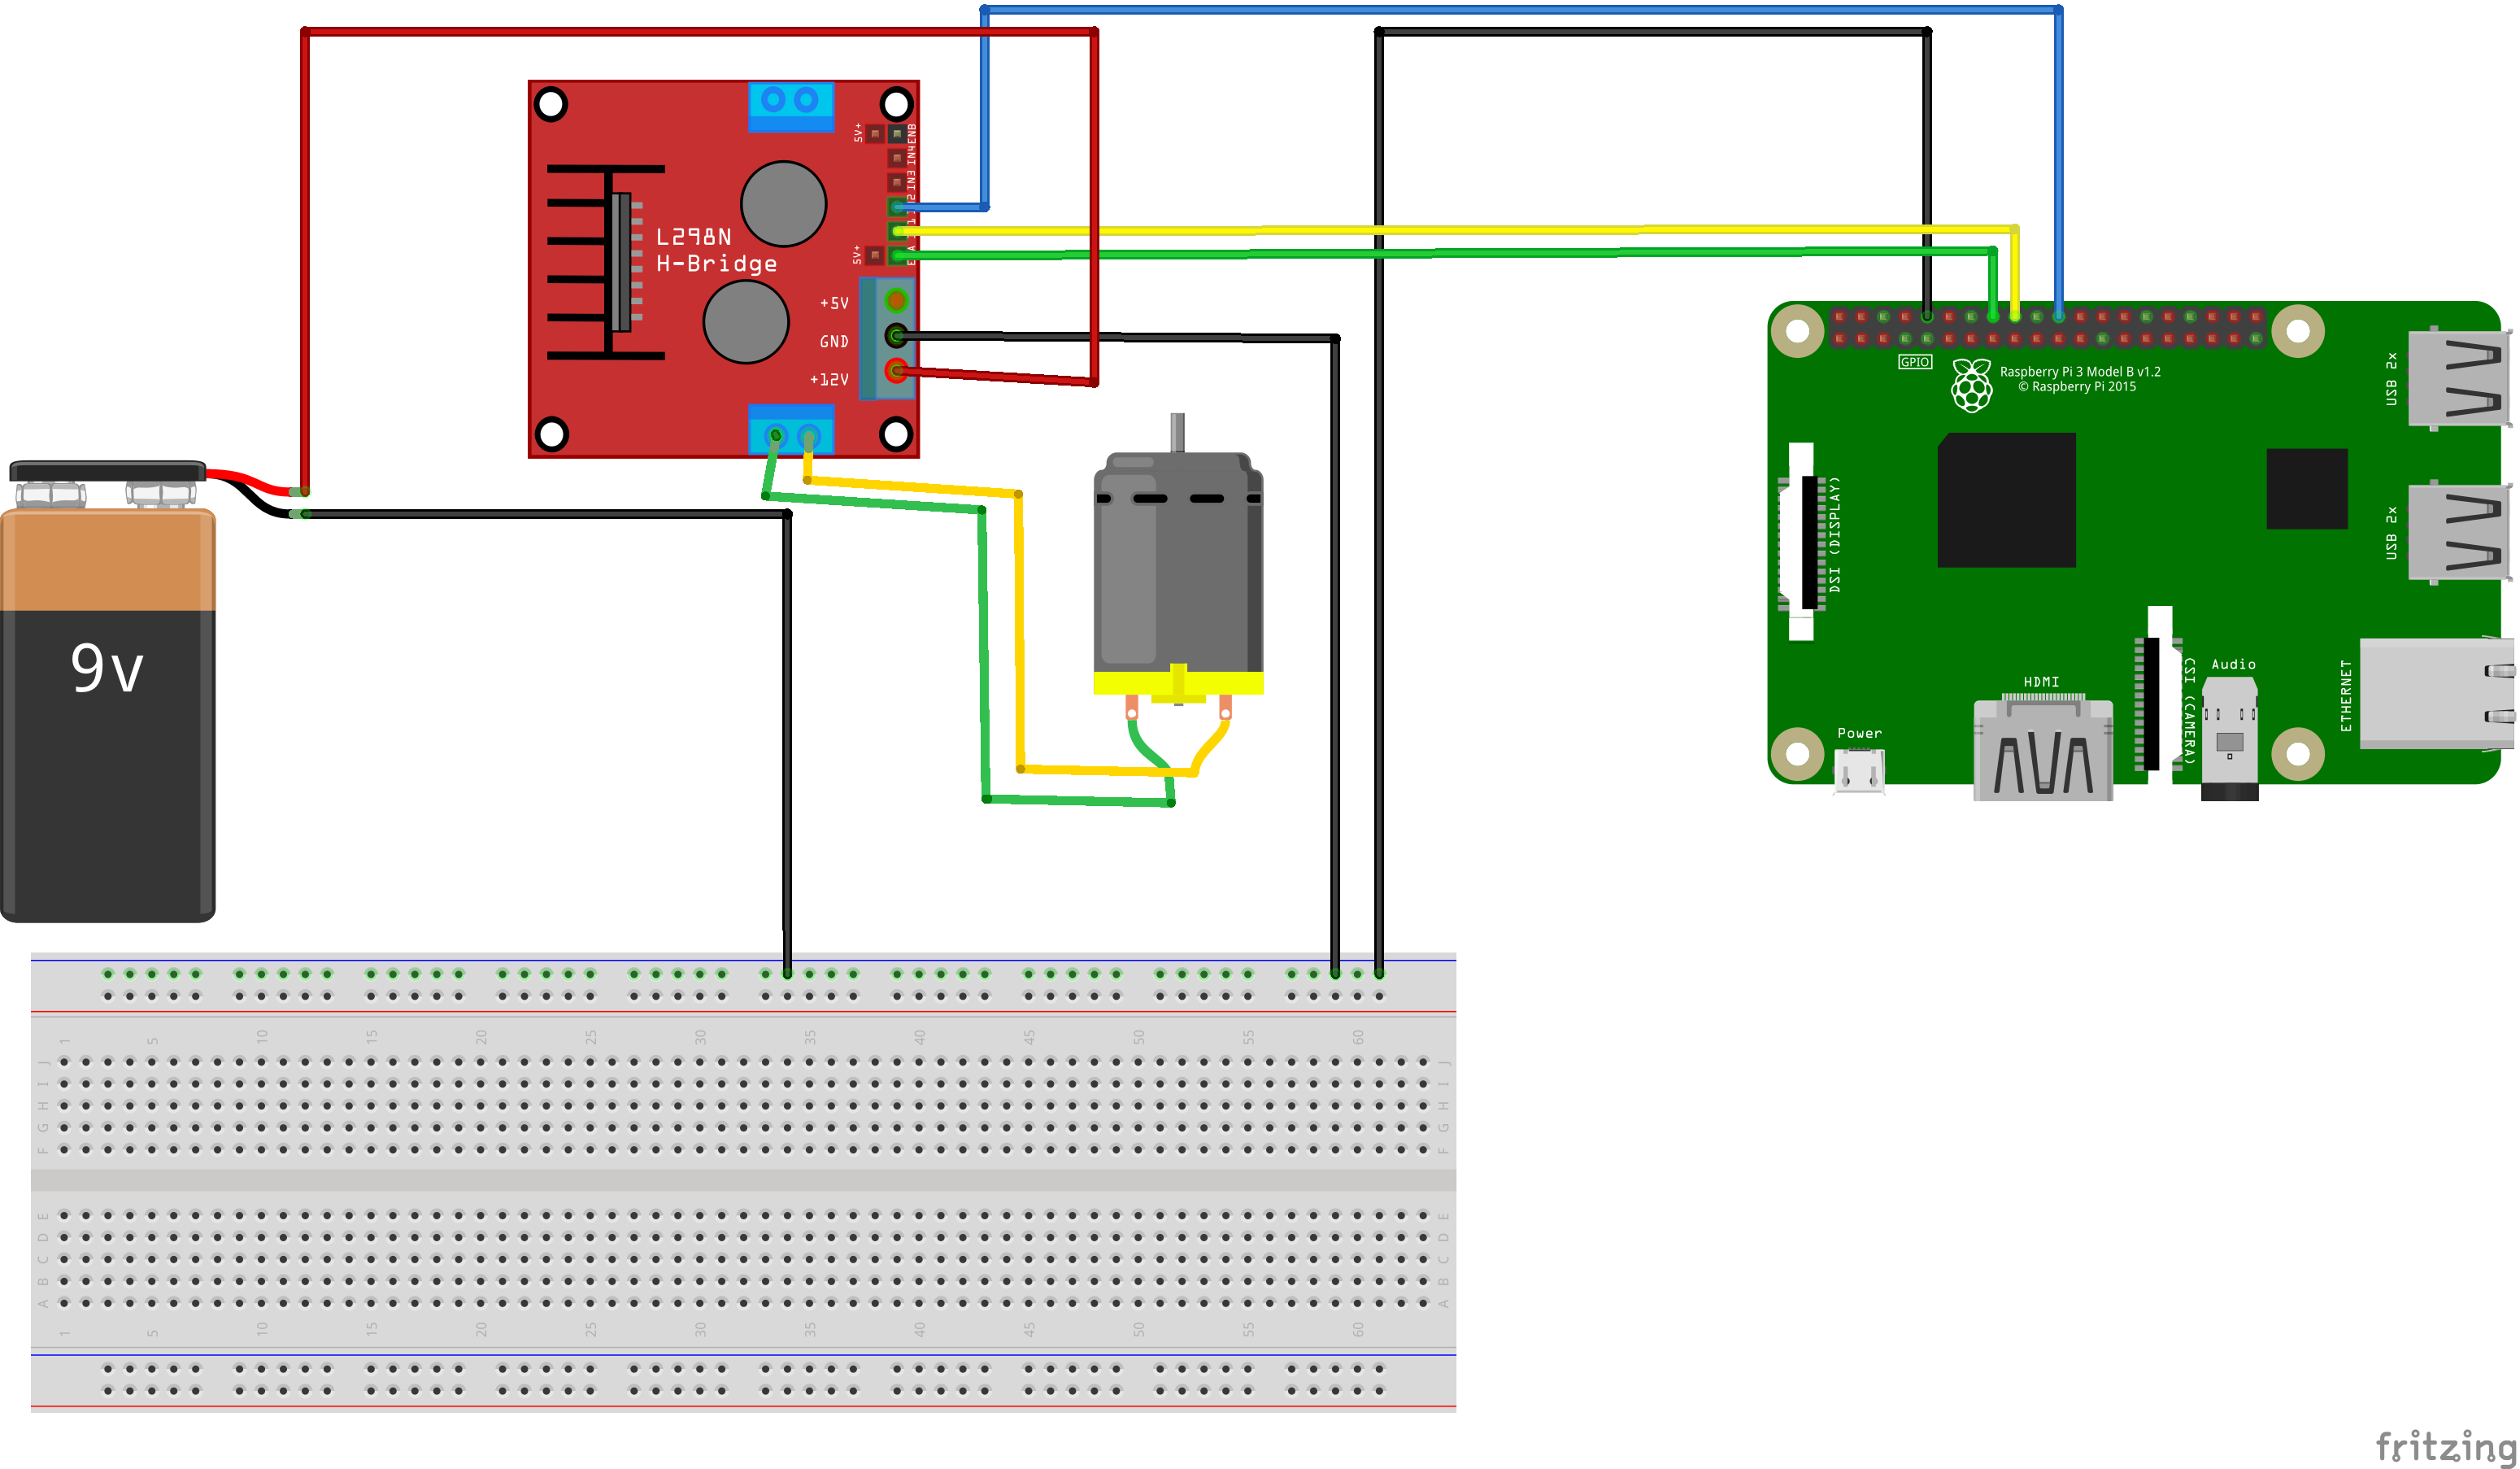 5V+
ENB
IN4
IN3
L298N
H-Bridge
5V+
A
+5V
GND
+12V
9v
GPIO
Raspberry Pi 3 Model B v1.2
© Raspberry Pi 2015
USB 2x
USB 2x
DSI (DISPLAY)
Power
HDMI
CSI (CAMERA)
Audio
ETHERNET
1 5 10 15 20 25 30 35 40 45 50 55 60
J J
I I
H H
G G
F F
E E
D D
C C
B B
A A
1 5 10 15 20 25 30 35 40 45 50 55 60
fritzing